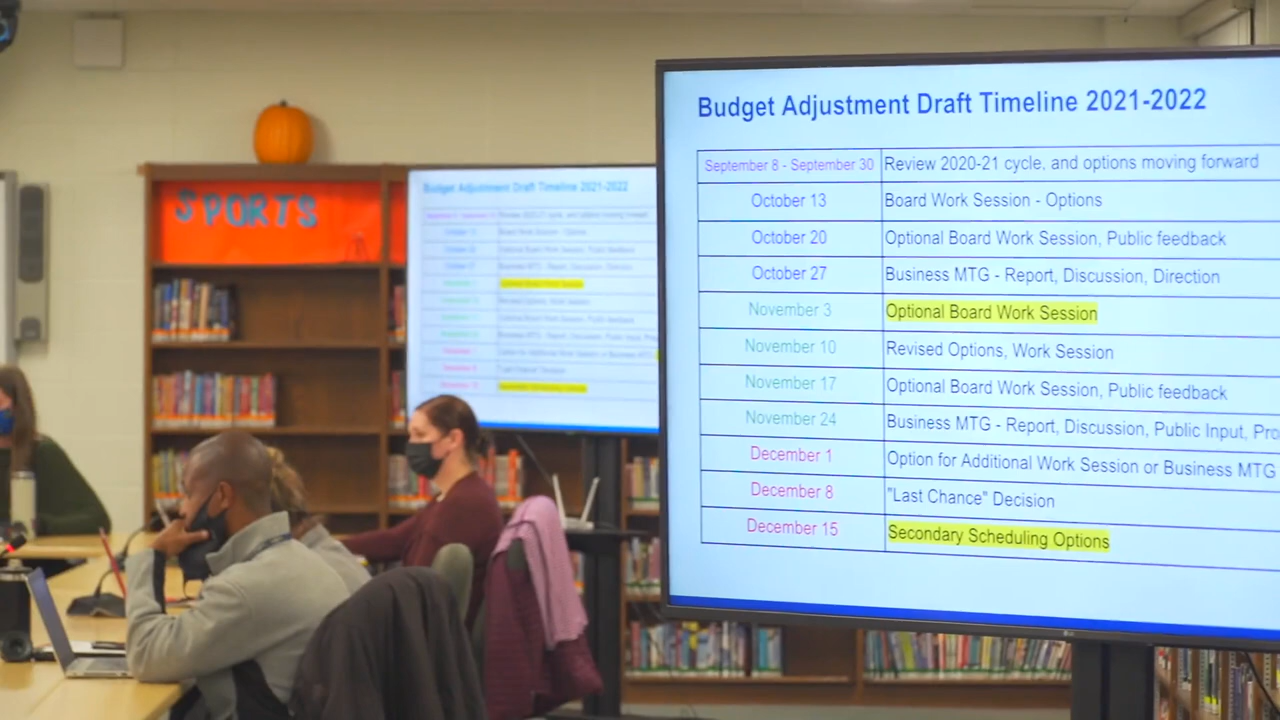 SPORTS
Budget Adjustment Draft Timeline 2021-2022
Budget Adjustment Draft Timeline 2021-2022
September 8 - September 30 Review 2020-21 cycle, and options moving forward
October 13 Board Work Session - Options
October 20 Optional Board Work Session, Public feedback
October 27 Business MTG - Report, Discussion, Direction
November 3 Optional Board Work Session
November 10 Revised Options, Work Session
November 17 Optional Board Work Session, Public feedback
November 24 Business MTG - Report, Discussion, Public Input, Pro
December 1 Option for Additional Work Session or Business MTG
December 8 "Last Chance" Decision
December 15 Secondary Scheduling Options
LG